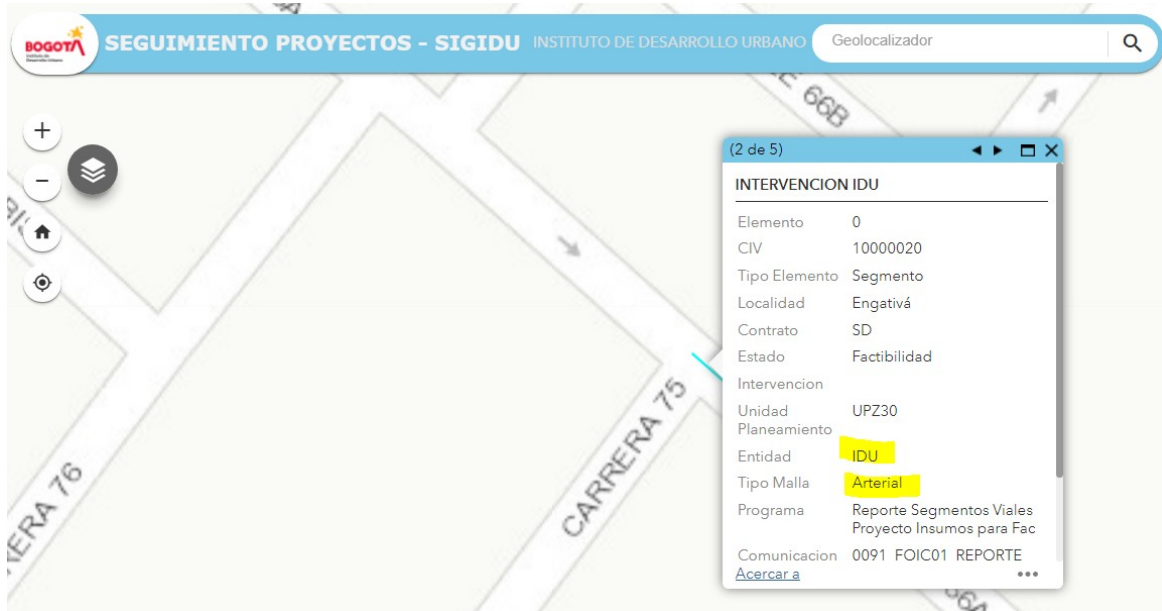 BOGOTÁ
SEGUIMIENTO PROYECTOS - SIGIDU INSTITUTO DE DESARROLLO URBANO Geolocalizador
66B
(2 de 5)
INTERVENCION IDU
Elemento 0
CIV 10000020
Tipo Elemento Segmento
Localidad Engativá
Contrato SD
Estado Factibilidad
Intervencion
Unidad UPZ30
Planeamiento
Entidad IDU
Tipo Malla Arterial
Programa Reporte Segmentos Viales
Proyecto Insumos para Fac
Comunicacion 0091 FOIC01 REPORTE
Acercar a
CARRERA 75
ERA 76
66A